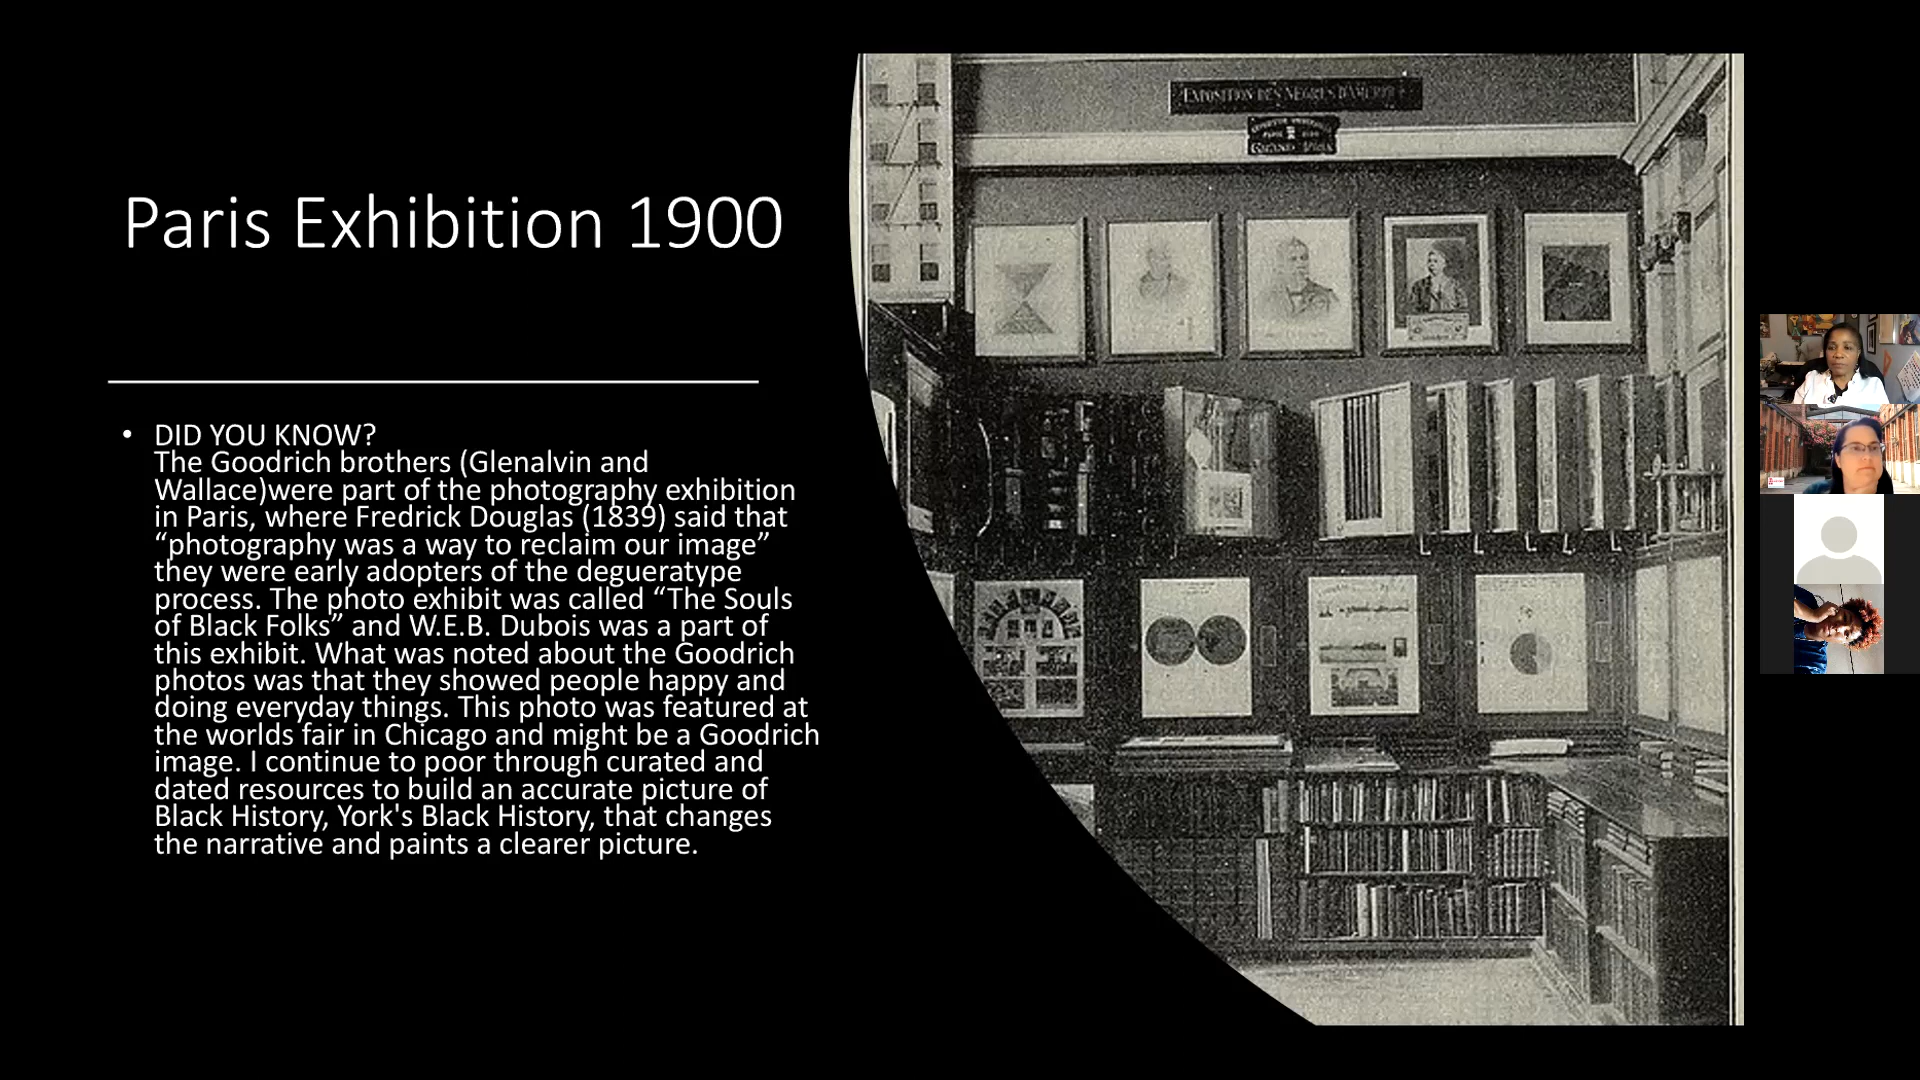 Paris Exhibition 1900
• DID YOU KNOW?
The Goodrich brothers (Glenalvin and
Wallace)were part of the photography exhibition
in Paris, where Fredrick Douglas (1839) said that
“photography was a way to reclaim our image”
they were early adopters of the degueratype
process. The photo exhibit was called “The Souls
of Black Folks” and W.E.B. Dubois was a part of
this exhibit. What was noted about the Goodrich
photos was that they showed people happy and
doing everyday things. This photo was featured at
the worlds fair in Chicago and might be a Goodrich
image. I continue to poor through curated and
dated resources to build an accurate picture of
Black History, York's Black History, that changes
the narrative and paints a clearer picture.
EXPOSITION DES NEGRES D'AMERIQUE